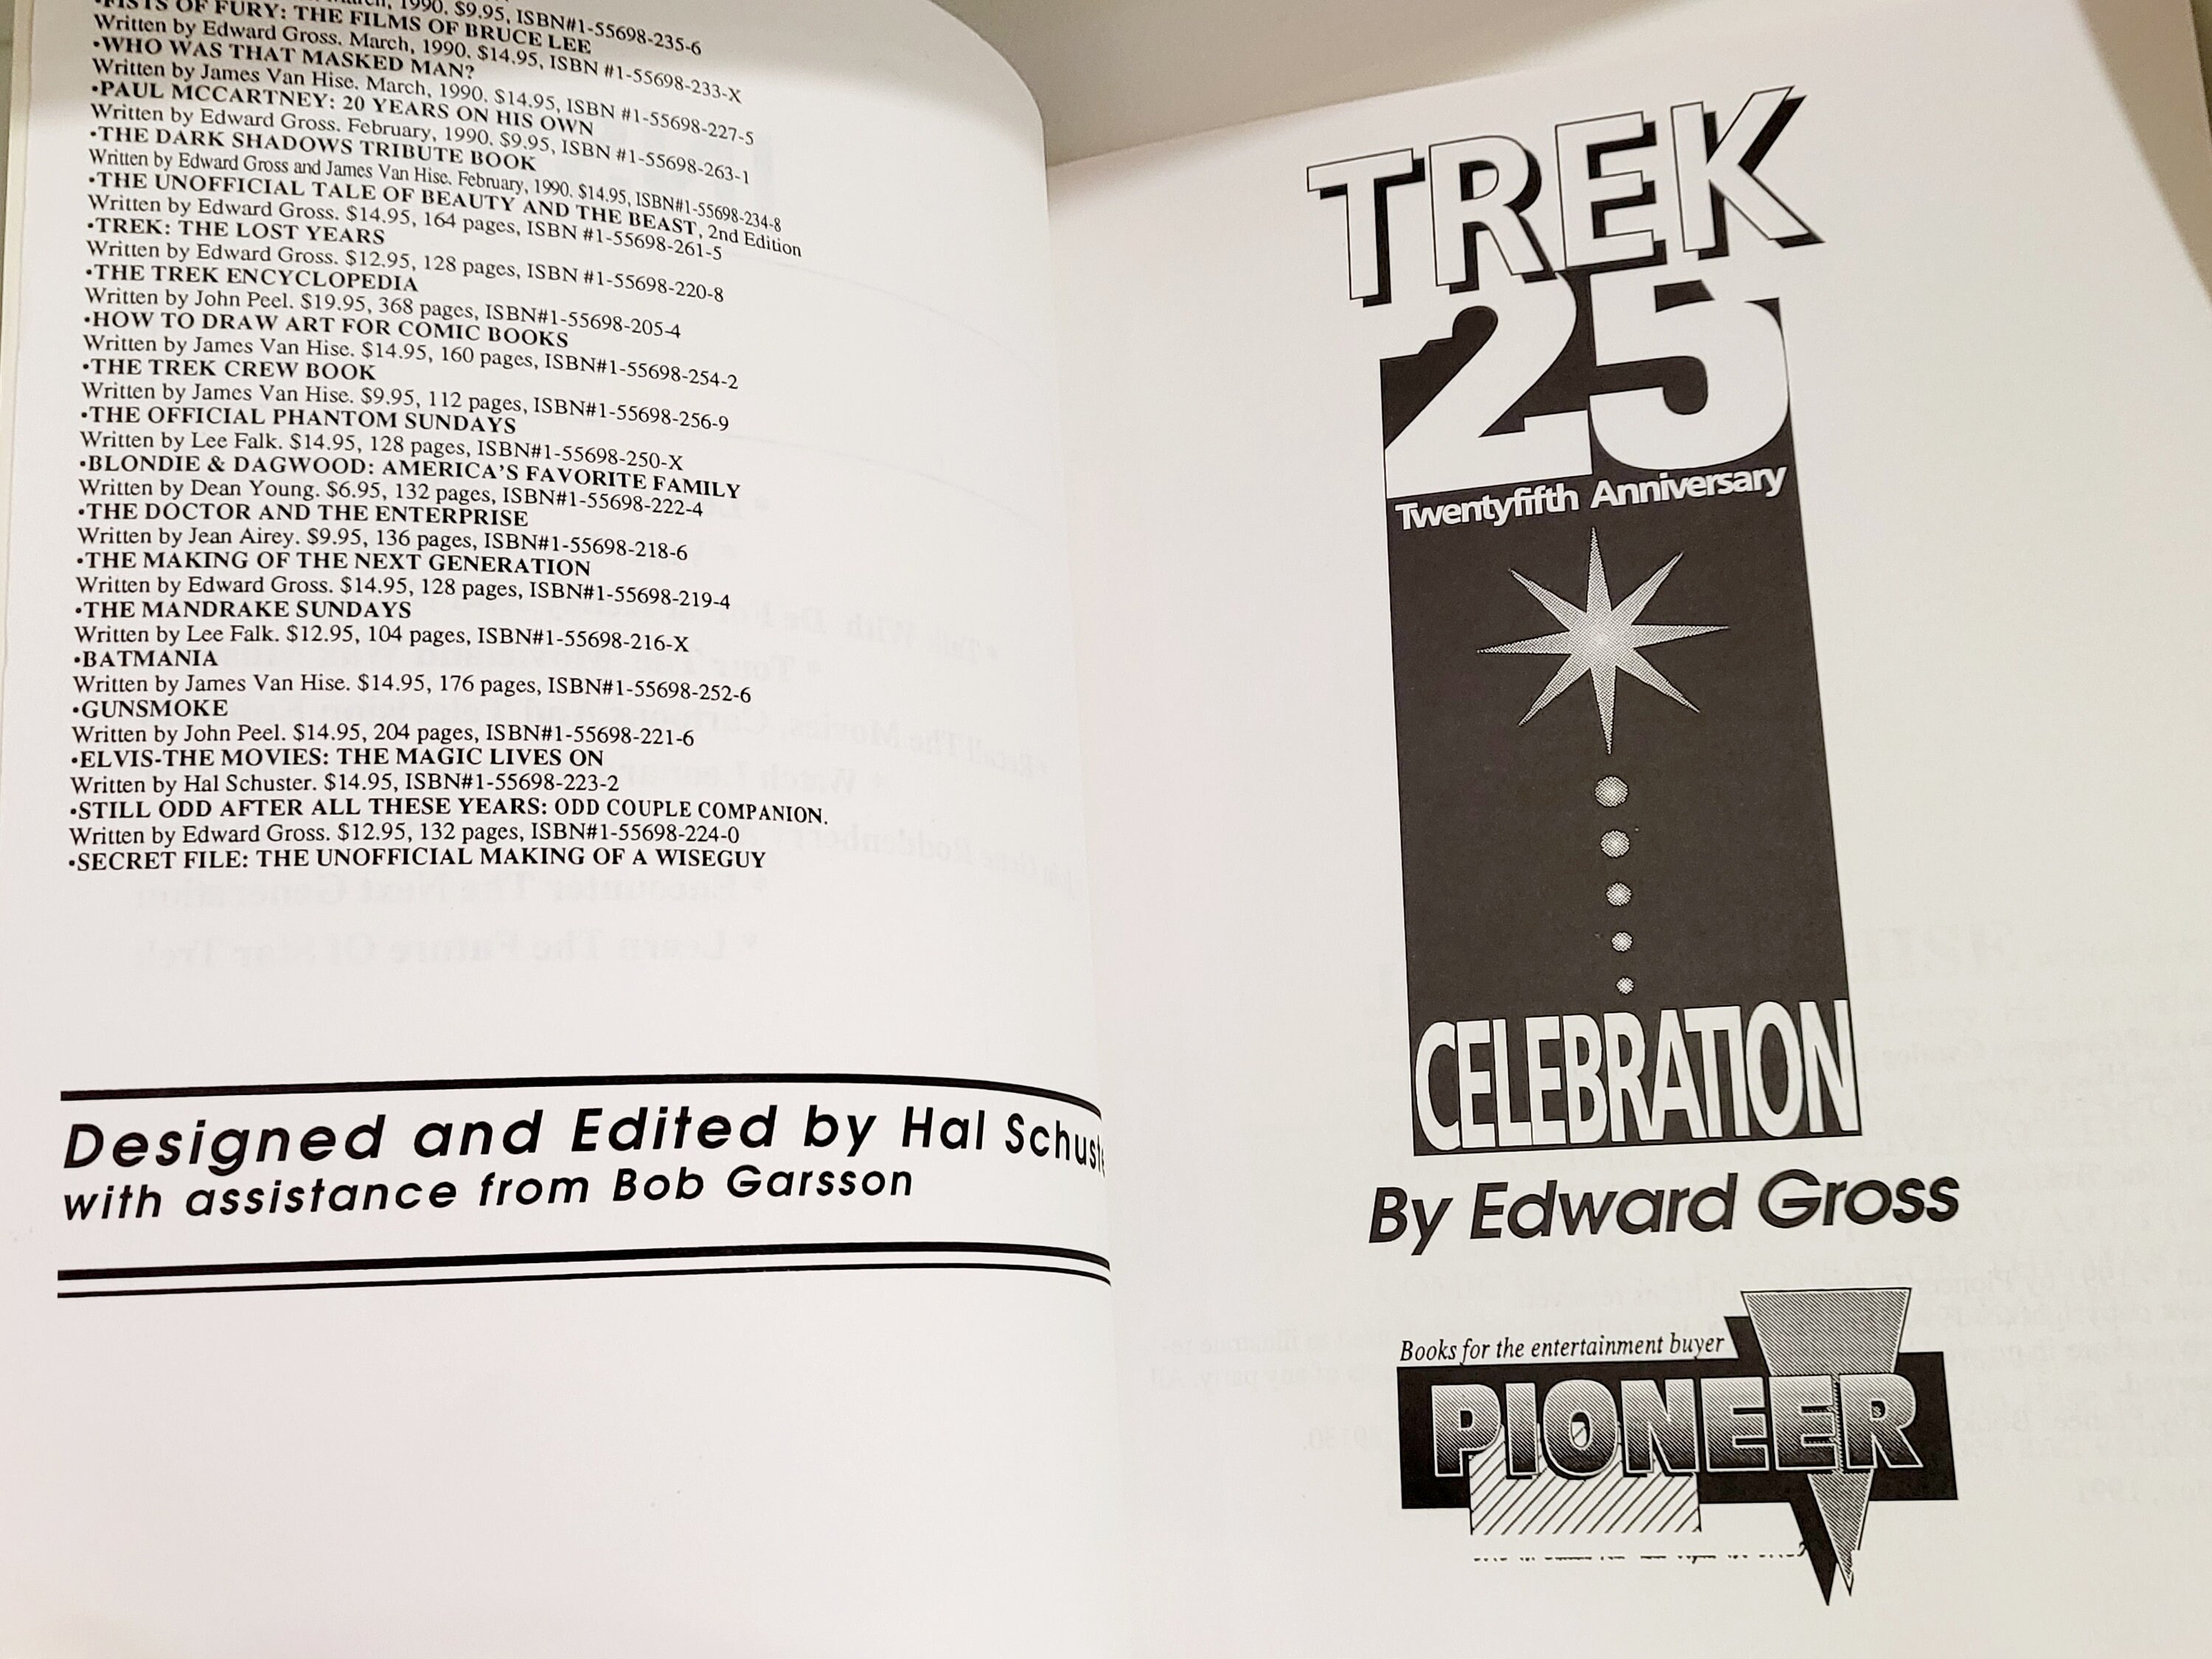 1990. $9.95, ISBN#1-55698-235-6
•FISTS OF FURY: THE FILMS OF BRUCE LEE
Written by Edward Gross. March, 1990. $14.95, ISBN #1-55698-233-X
•WHO WAS THAT MASKED MAN?
Written by James Van Hise. March, 1990. $14.95, ISBN #1-55698-227-5
•PAUL MCCARTNEY: 20 YEARS ON HIS OWN
Written by Edward Gross. February, 1990. $9.95, ISBN #1-55698-263-1
•THE DARK SHADOWS TRIBUTE BOOK
Written by Edward Gross and James Van Hise. February, 1990. $14.95, ISBN#1-55698-234-8
•THE UNOFFICIAL TALE OF BEAUTY AND THE BEAST, 2nd Edition
Written by Edward Gross. $14.95, 164 pages, ISBN #1-55698-261-5
•TREK: THE LOST YEARS
Written by Edward Gross. $12.95, 128 pages, ISBN #1-55698-220-8
•THE TREK ENCYCLOPEDIA
Written by John Peel. $19.95, 368 pages, ISBN#1-55698-205-4
•HOW TO DRAW ART FOR COMIC BOOKS
Written by James Van Hise. $14.95, 160 pages, ISBN#1-55698-254-2
•THE TREK CREW BOOK
Written by James Van Hise. $9.95, 112 pages, ISBN#1-55698-256-9
•THE OFFICIAL PHANTOM SUNDAYS
Written by Lee Falk. $14.95, 128 pages, ISBN#1-55698-250-X
•BLONDIE & DAGWOOD: AMERICA'S FAVORITE FAMILY
Written by Dean Young. $6.95, 132 pages, ISBN#1-55698-222-4
•THE DOCTOR AND THE ENTERPRISE
Written by Jean Airey. $9.95, 136 pages, ISBN#1-55698-218-6
•THE MAKING OF THE NEXT GENERATION
Written by Edward Gross. $14.95, 128 pages, ISBN#1-55698-219-4
•THE MANDRAKE SUNDAYS
Written by Lee Falk. $12.95, 104 pages, ISBN#1-55698-216-X
•BATMANIA
Written by James Van Hise. $14.95, 176 pages, ISBN#1-55698-252-6
•GUNSMOKE
Written by John Peel. $14.95, 204 pages, ISBN#1-55698-221-6
•ELVIS-THE MOVIES: THE MAGIC LIVES ON
Written by Hal Schuster. $14.95, ISBN#1-55698-223-2
•STILL ODD AFTER ALL THESE YEARS: ODD COUPLE COMPANION.
Written by Edward Gross. $12.95, 132 pages, ISBN#1-55698-224-0
•SECRET FILE: THE UNOFFICIAL MAKING OF A WISEGUY
Designed and Edited by Hal Schuste
with assistance from Bob Garsson
TREK
25
Twentyfifth Anniversary
CELEBRATION
By Edward Gross
Books for the entertainment buyer
PIONEER